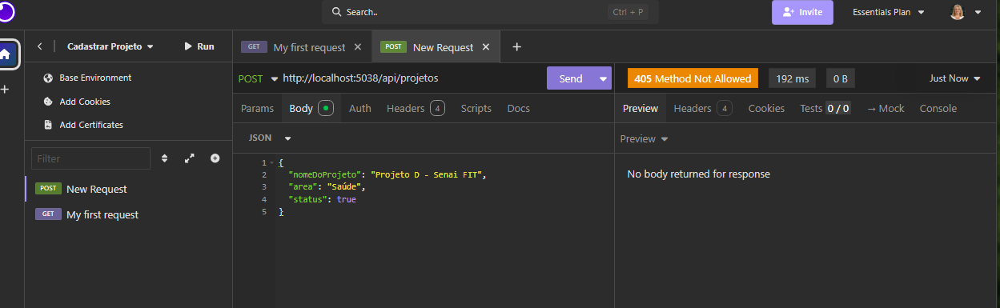 Search.. Ctrl + P Invite Essentials Plan
Cadastrar Projeto Run GET My first request POST New Request
Base Environment
Add Cookies
Add Certificates
Filter
POST New Request
GET My first request
POST http://localhost:5038/api/projetos Send
Params Body Auth Headers 4 Scripts Docs
JSON
1 {
2 "nomeDoProjeto": "Projeto D - Senai FIT",
3 "area": "Saúde",
4 "status": true
5 }
405 Method Not Allowed 192 ms 0 B Just Now
Preview Headers 4 Cookies Tests 0 / 0 → Mock Console
Preview
No body returned for response